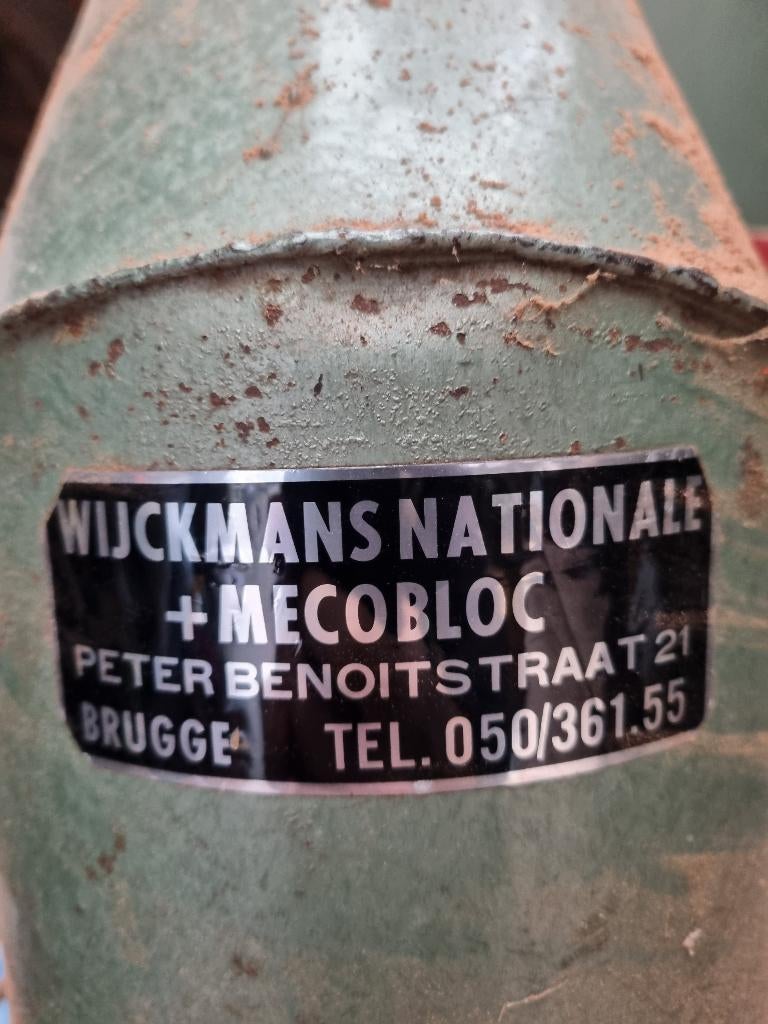 WIJCKMANS NATIONALE
+ MECOBLOC
PETER BENOITSTRAAT 21
BRUGGE TEL. 050/361.55